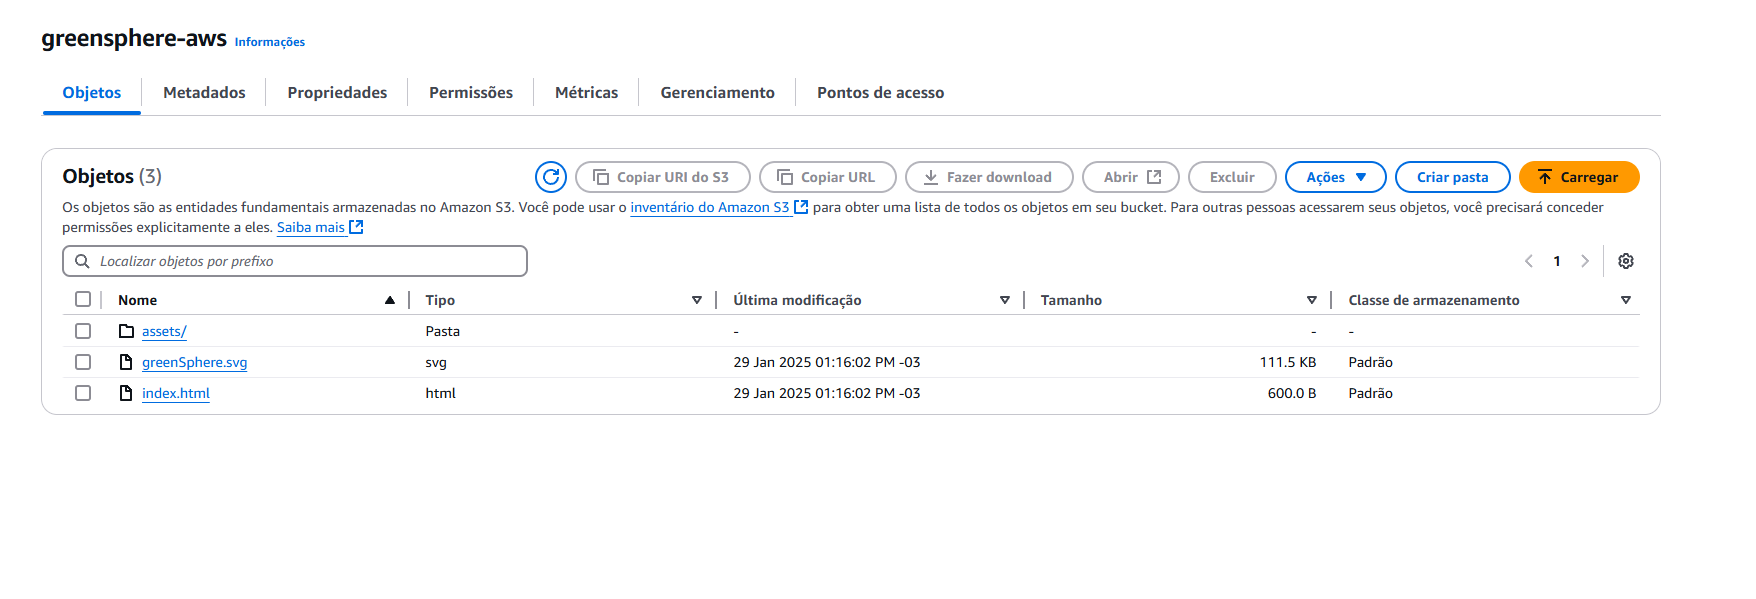 greensphere-aws Informações
Objetos Metadados Propriedades Permissões Métricas Gerenciamento Pontos de acesso
Objetos (3) Copiar URI do S3 Copiar URL Fazer download Abrir Excluir Ações Criar pasta Carregar
Os objetos são as entidades fundamentais armazenadas no Amazon S3. Você pode usar o inventário do Amazon S3 para obter uma lista de todos os objetos em seu bucket. Para outras pessoas acessarem seus objetos, você precisará conceder
permissões explicitamente a eles. Saiba mais
Localizar objetos por prefixo 1
Nome Tipo Última modificação Tamanho Classe de armazenamento
assets/ Pasta - - -
greenSphere.svg svg 29 Jan 2025 01:16:02 PM -03 111.5 KB Padrão
index.html html 29 Jan 2025 01:16:02 PM -03 600.0 B Padrão